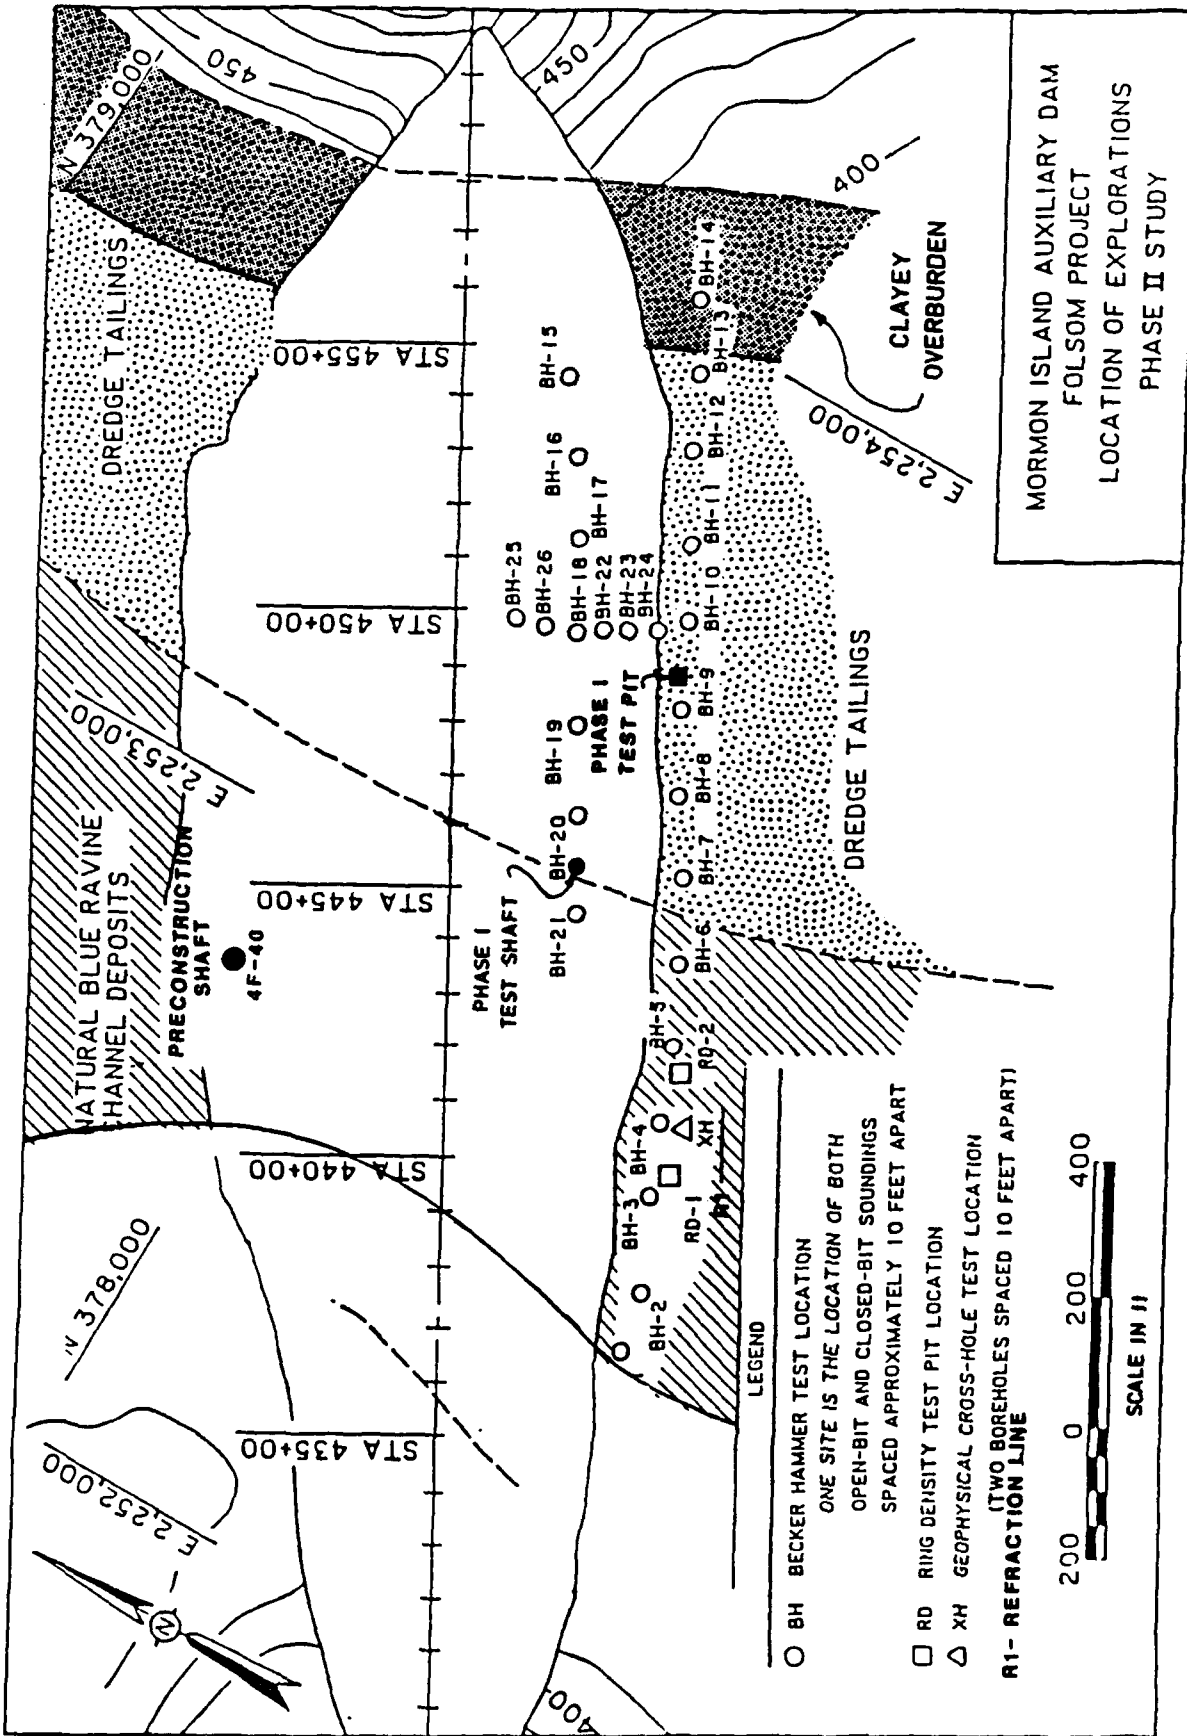 MORMON ISLAND AUXILIARY DAM
FOLSOM PROJECT
LOCATION OF EXPLORATIONS
PHASE II STUDY
N 379,000
450
450
400
400
DREDGE TAILINGS
DREDGE TAILINGS
CLAYEY
OVERBURDEN
NATURAL BLUE RAVINE
CHANNEL DEPOSITS
PRECONSTRUCTION
SHAFT
4F-40
N 378,000
E 2,252,000
E 2,253,000
E 2,254,000
N
STA 435+00
STA 440+00
STA 445+00
STA 450+00
STA 455+00
PHASE I
TEST SHAFT
PHASE I
TEST PIT
BH-2
BH-3
BH-4
BH-5
BH-6
BH-7
BH-8
BH-9
BH-10
BH-11
BH-12
BH-13
BH-14
BH-15
BH-16
BH-17
BH-18
BH-19
BH-20
BH-21
BH-22
BH-23
BH-24
BH-25
BH-26
RD-1
RD-2
XH
R1
LEGEND
BH BECKER HAMMER TEST LOCATION
ONE SITE IS THE LOCATION OF BOTH
OPEN-BIT AND CLOSED-BIT SOUNDINGS
SPACED APPROXIMATELY 10 FEET APART
RD RING DENSITY TEST PIT LOCATION
XH GEOPHYSICAL CROSS-HOLE TEST LOCATION
(TWO BOREHOLES SPACED 10 FEET APART)
R1- REFRACTION LINE
200 0 200 400
SCALE IN